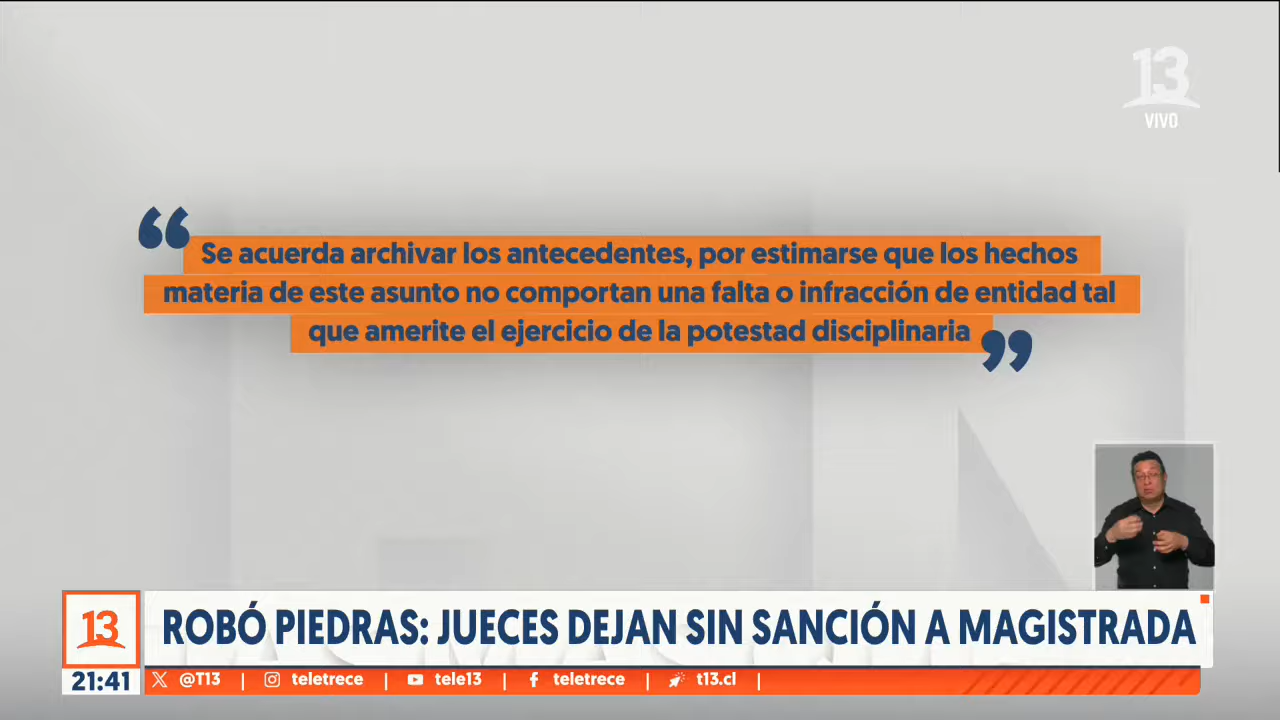 13
VIVO
“Se acuerda archivar los antecedentes, por estimarse que los hechos
materia de este asunto no comportan una falta o infracción de entidad tal
que amerite el ejercicio de la potestad disciplinaria”
13
ROBÓ PIEDRAS: JUECES DEJAN SIN SANCIÓN A MAGISTRADA
21:41 @T13 | teletrece | tele13 | teletrece | t13.cl |